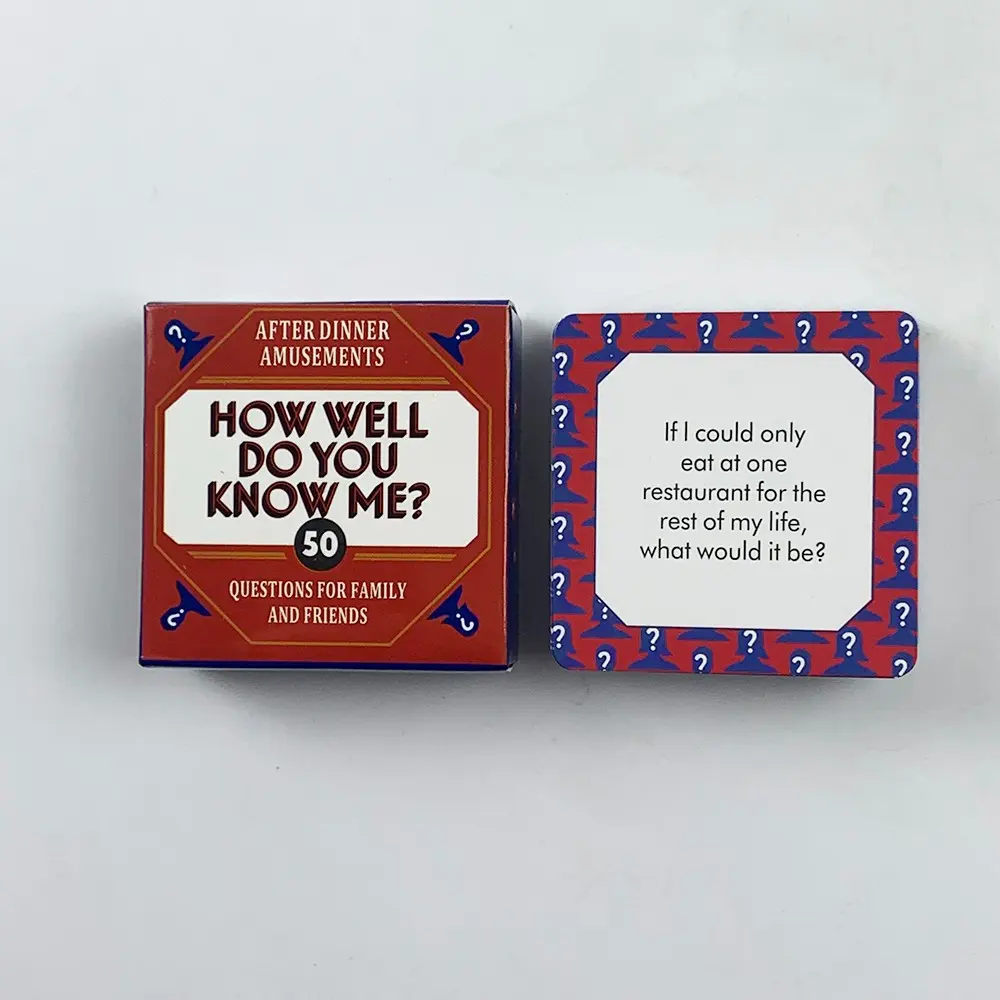 AFTER DINNER
AMUSEMENTS
HOW WELL
DO YOU
KNOW ME?
50
QUESTIONS FOR FAMILY
AND FRIENDS
If I could only
eat at one
restaurant for the
rest of my life,
what would it be?